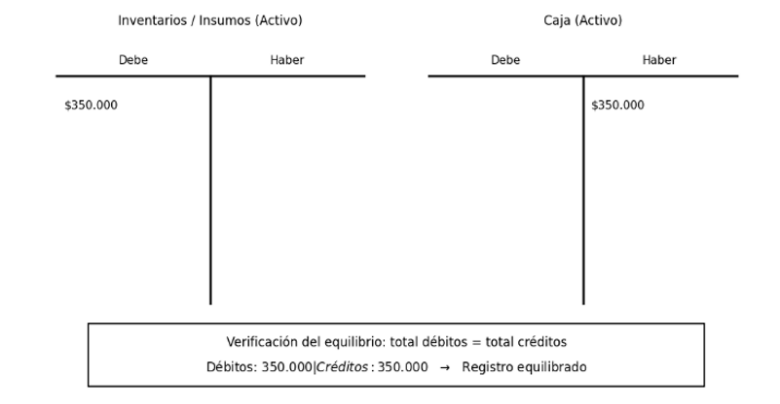 Inventarios / Insumos (Activo)
Debe Haber
$350.000
Caja (Activo)
Debe Haber
$350.000
Verificación del equilibrio: total débitos = total créditos
Débitos: 350.000|Créditos:350.000 → Registro equilibrado